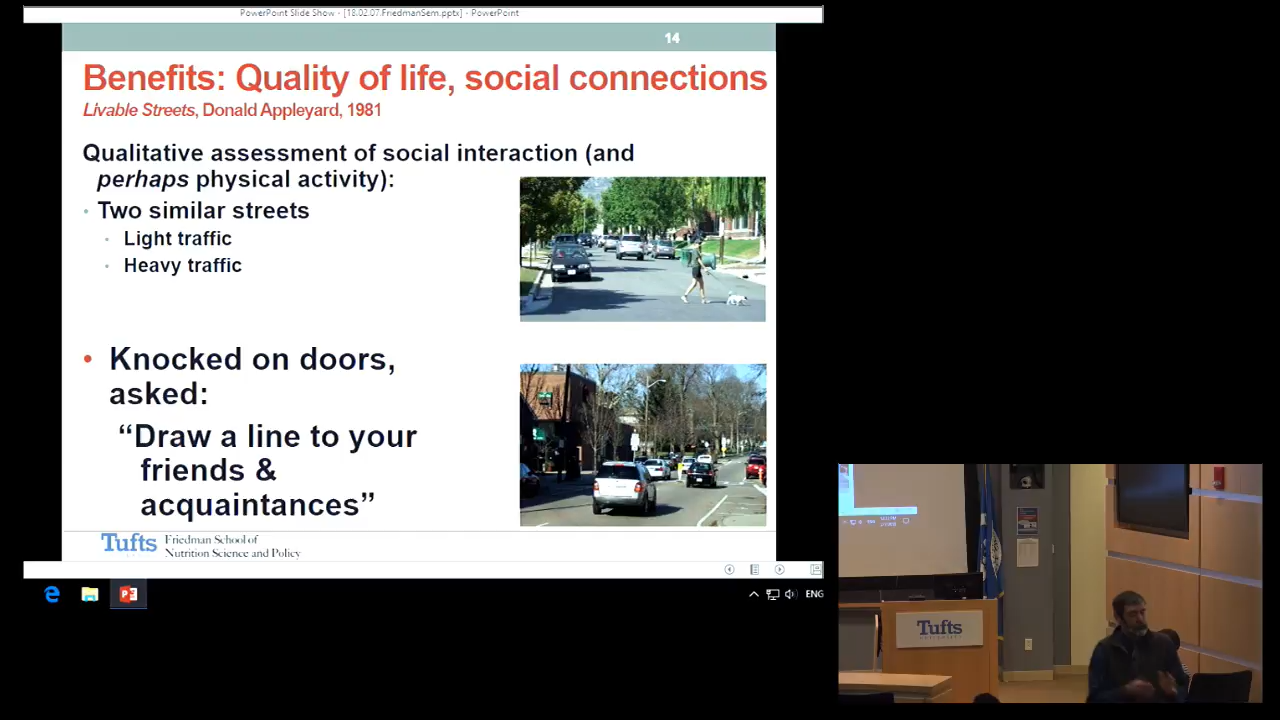 PowerPoint Slide Show - [18.02.07.FriedmanSem.pptx] - PowerPoint
14
Benefits: Quality of life, social connections
Livable Streets, Donald Appleyard, 1981
Qualitative assessment of social interaction (and
perhaps physical activity):
• Two similar streets
• Light traffic
• Heavy traffic
• Knocked on doors,
asked:
“Draw a line to your
friends &
acquaintances”
Tufts Friedman School of
Nutrition Science and Policy
ENG
Tufts
UNIVERSITY